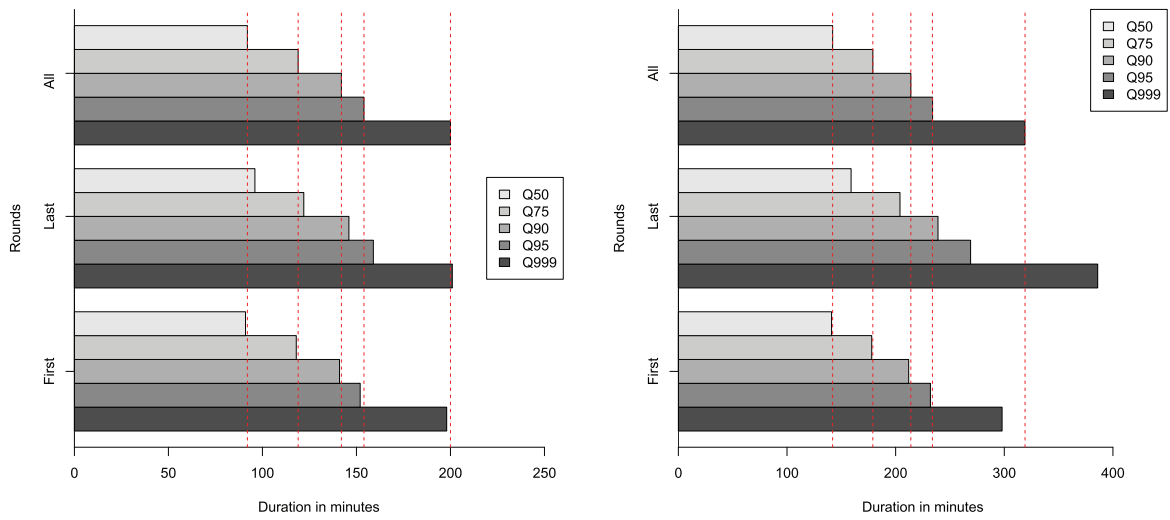 All
Last
First
Rounds
Q50
Q75
Q90
Q95
Q999
0 50 100 150 200 250
Duration in minutes
All
Last
First
Rounds
Q50
Q75
Q90
Q95
Q999
0 100 200 300 400
Duration in minutes